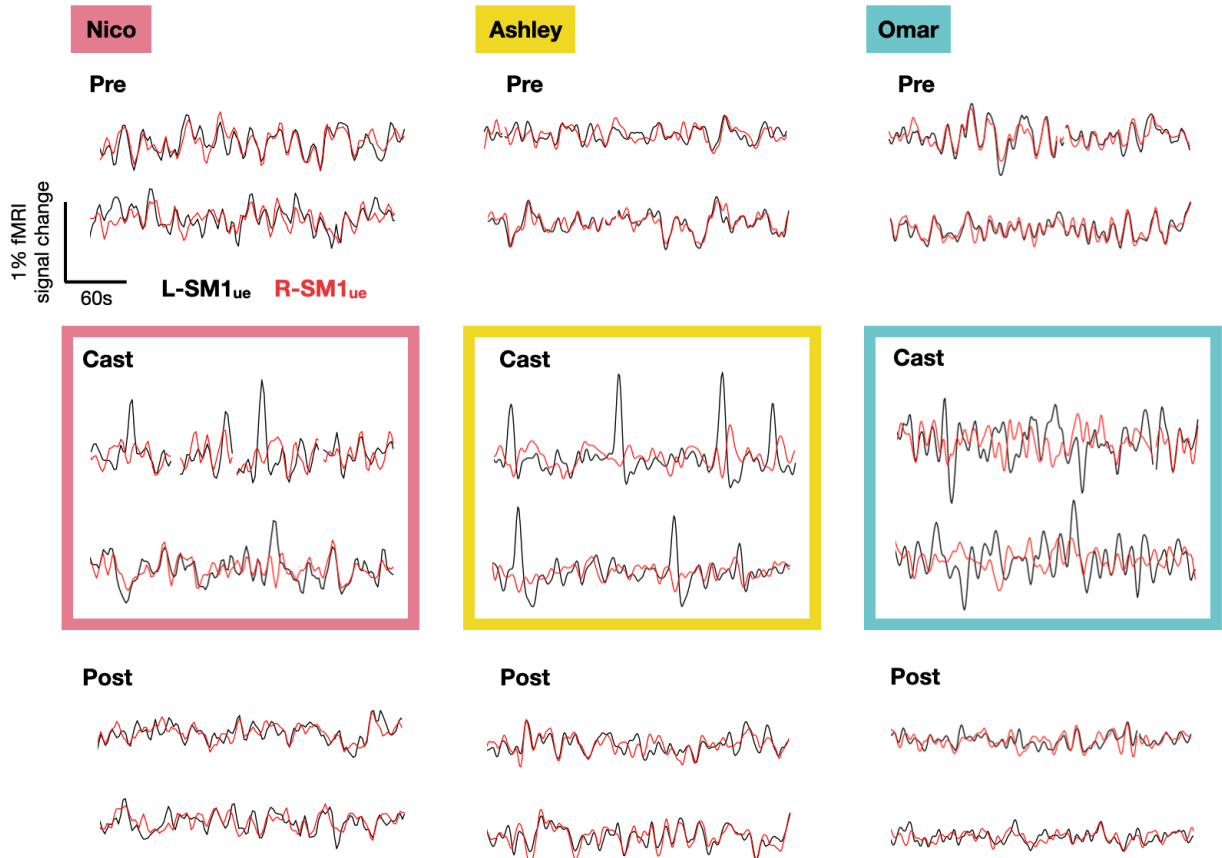 Nico
Ashley
Omar
Pre
Pre
Pre
1% fMRI
signal change
60s
L-SM1ue
R-SM1ue
Cast
Cast
Cast
Post
Post
Post